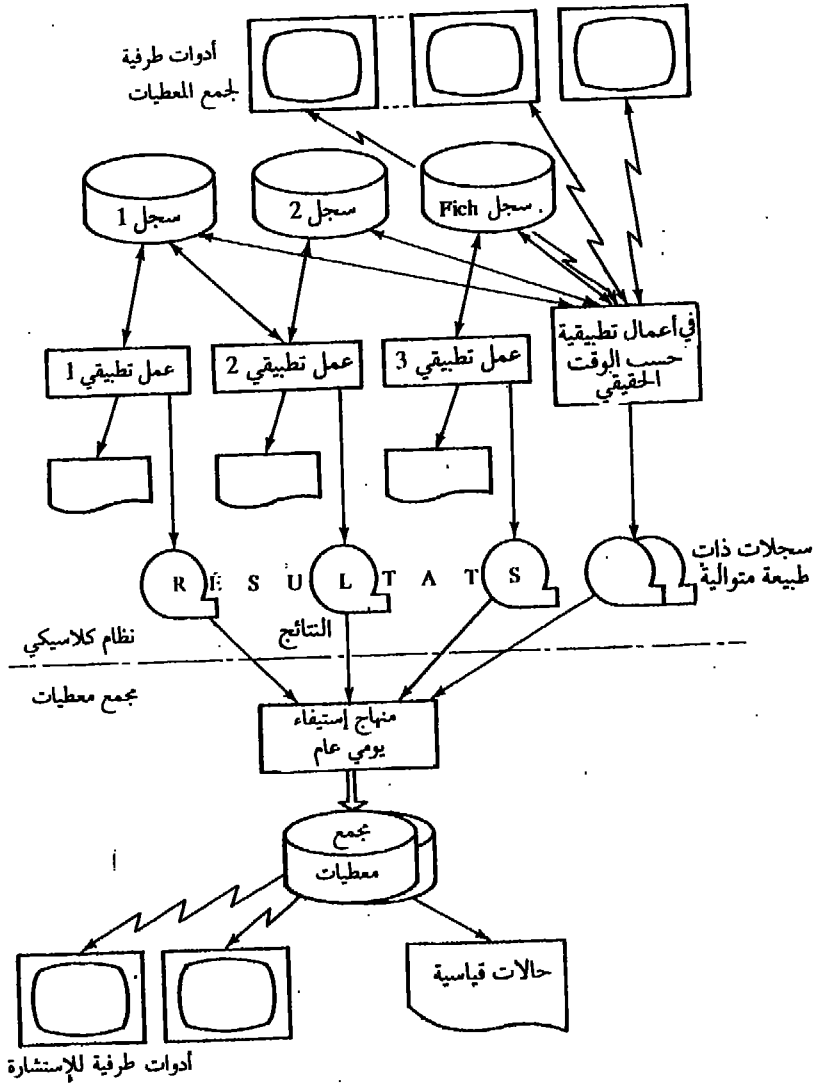 أدوات طرفية
لجمع المعطيات
سجل 1
سجل 2
سجل Fich
عمل تطبيقي 1
عمل تطبيقي 2
عمل تطبيقي 3
في أعمال تطبيقية
حسب الوقت
الحقيقي
R É S U L T A T S
سجلات ذات
طبيعة متوالية
النتائج
نظام كلاسيكي
مجمع معطيات
منهاج إستيفاء
يومي عام
مجمع
معطيات
أ
حالات قياسية
أدوات طرفية للإستشارة